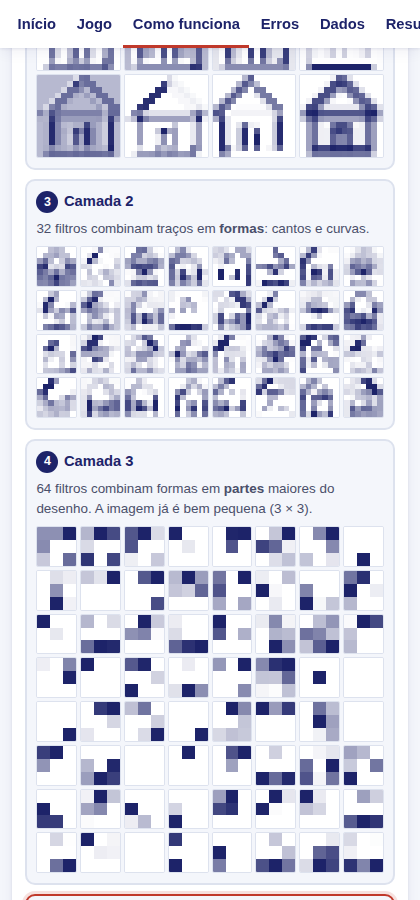 Início Jogo Como funciona Erros Dados Resu
3 Camada 2
32 filtros combinam traços em formas: cantos e curvas.
4 Camada 3
64 filtros combinam formas em partes maiores do
desenho. A imagem já é bem pequena (3 × 3).